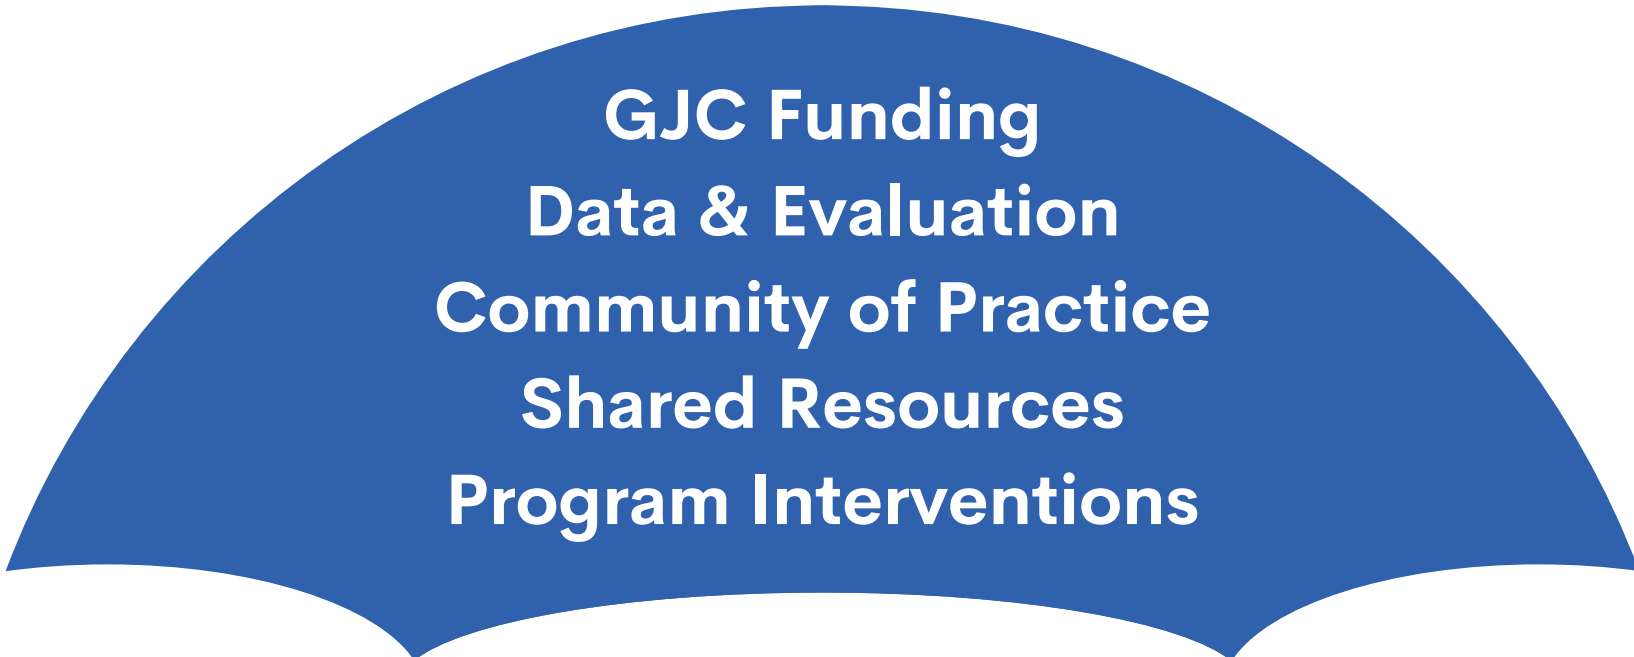 GJC Funding
Data & Evaluation
Community of Practice
Shared Resources
Program Interventions